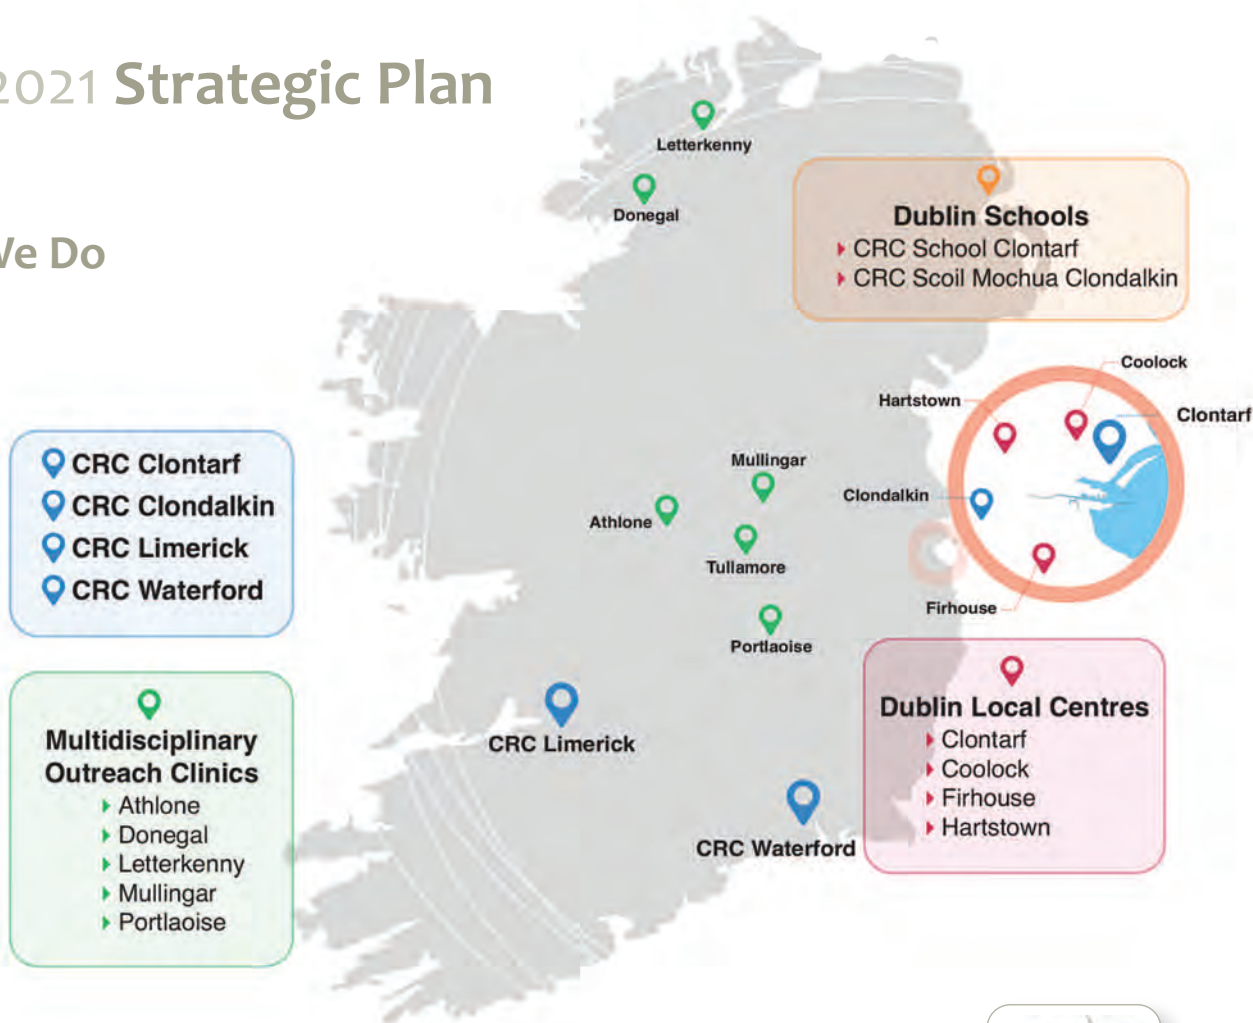 2021 Strategic Plan
We Do
Letterkenny
Donegal
Dublin Schools
CRC School Clontarf
CRC Scoil Mochua Clondalkin
Coolock
Hartstown
Clontarf
Clondalkin
Firhouse
Mullingar
Athlone
Tullamore
Portlaoise
CRC Clontarf
CRC Clondalkin
CRC Limerick
CRC Waterford
Multidisciplinary
Outreach Clinics
Athlone
Donegal
Letterkenny
Mullingar
Portlaoise
CRC Limerick
CRC Waterford
Dublin Local Centres
Clontarf
Coolock
Firhouse
Hartstown